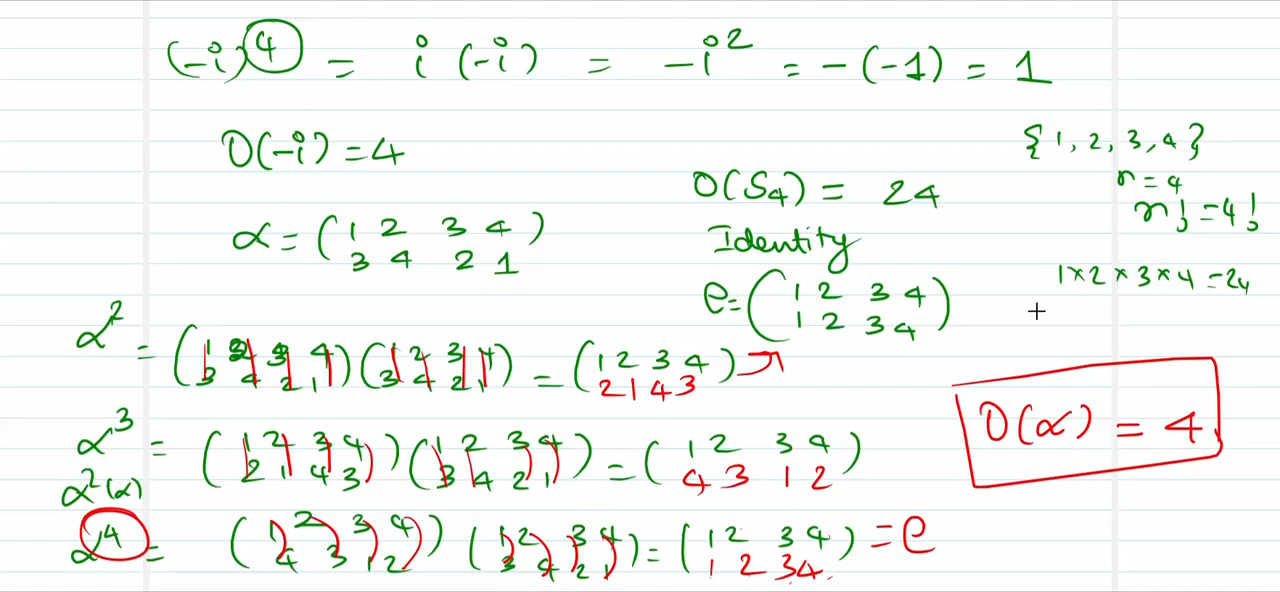 (-i)⁴ = i (-i) = -i² = -(-1) = 1
O(-i) = 4
{1, 2, 3, 4}
n = 4
n! = 4!
1×2×3×4 = 24
O(S₄) = 24
Identity
e = (1 2 3 4)
(1 2 3 4)
α = (1 2 3 4)
(3 4 2 1)
α² = (1 2 3 4)(1 2 3 4) = (1 2 3 4)
(3 4 2 1)(3 4 2 1) (2 1 4 3)
α³ = (1 2 3 4)(1 2 3 4) = (1 2 3 4)
α²(α) (2 1 4 3)(3 4 2 1) (4 3 1 2)
α⁴ = (1 2 3 4)(1 2 3 4) = (1 2 3 4) = e
(4 3 1 2)(3 4 2 1) (1 2 3 4)
O(α) = 4